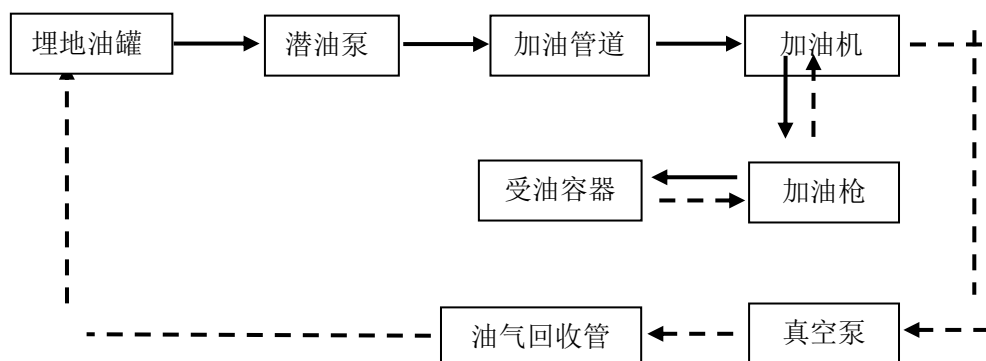 埋地油罐
潜油泵
加油管道
加油机
受油容器
加油枪
油气回收管
真空泵